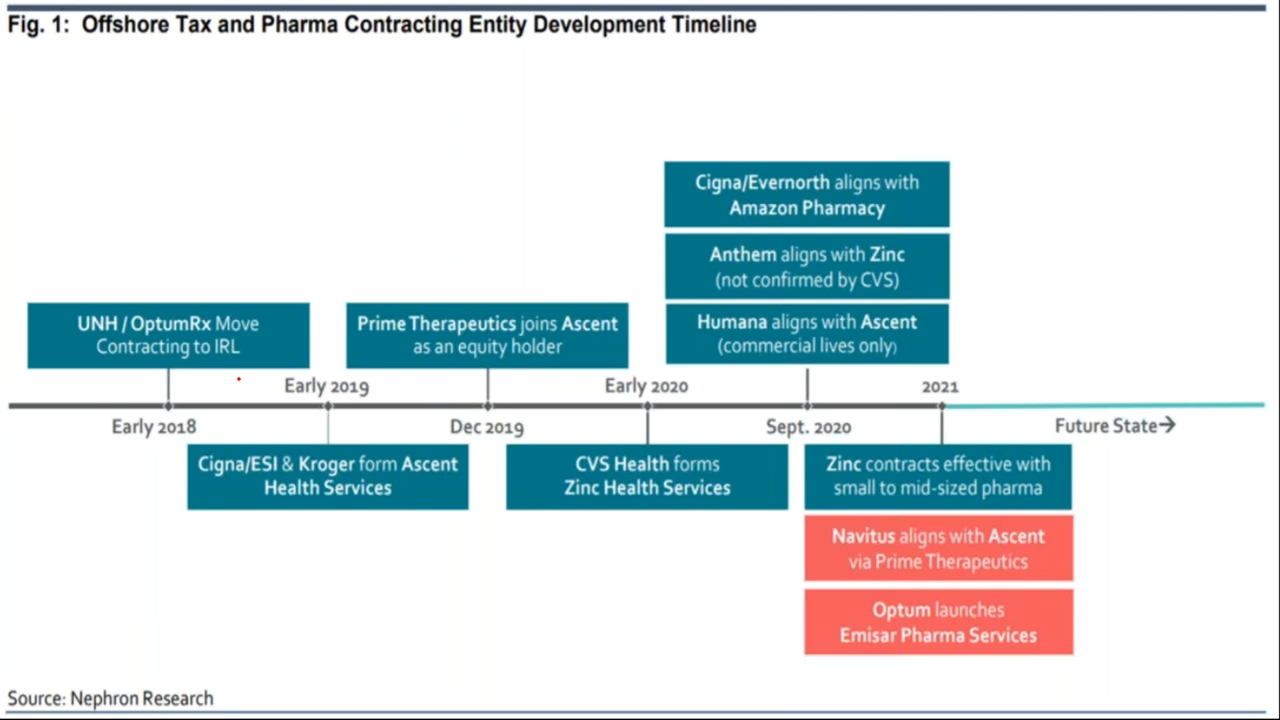 Fig. 1: Offshore Tax and Pharma Contracting Entity Development Timeline
Cigna/Evernorth aligns with
Amazon Pharmacy
Anthem aligns with Zinc
(not confirmed by CVS)
Humana aligns with Ascent
(commercial lives only)
UNH / OptumRx Move
Contracting to IRL
Prime Therapeutics joins Ascent
as an equity holder
Early 2019
Early 2020
2021
Early 2018
Dec 2019
Sept. 2020
Future State→
Cigna/ESI & Kroger form Ascent
Health Services
CVS Health forms
Zinc Health Services
Zinc contracts effective with
small to mid-sized pharma
Navitus aligns with Ascent
via Prime Therapeutics
Optum launches
Emisar Pharma Services
Source: Nephron Research